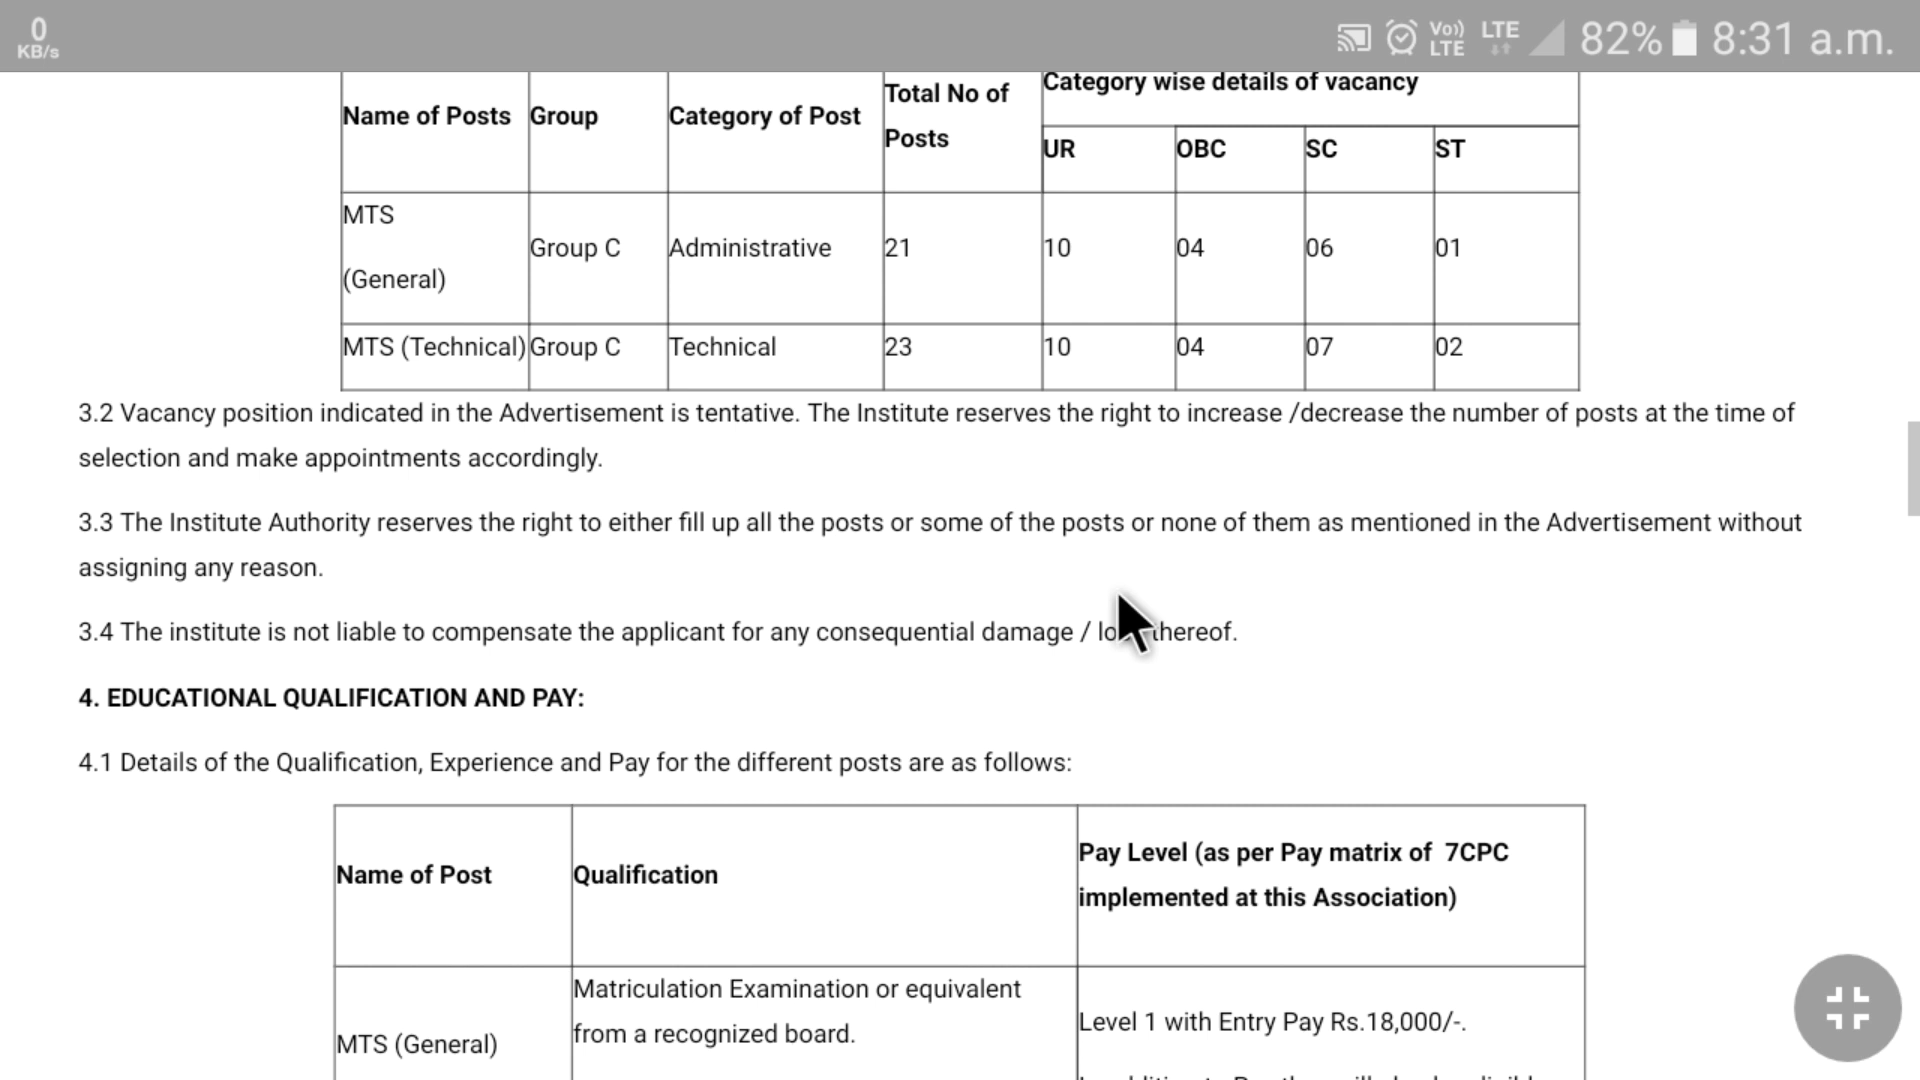 0
KB/s
Vo))
LTE
LTE
82%
8:31 a.m.
Category wise details of vacancy
Name of Posts
Group
Category of Post
Total No of
Posts
UR
OBC
SC
ST
MTS
(General)
Group C
Administrative
21
10
04
06
01
MTS (Technical)
Group C
Technical
23
10
04
07
02
3.2 Vacancy position indicated in the Advertisement is tentative. The Institute reserves the right to increase /decrease the number of posts at the time of
selection and make appointments accordingly.
3.3 The Institute Authority reserves the right to either fill up all the posts or some of the posts or none of them as mentioned in the Advertisement without
assigning any reason.
3.4 The institute is not liable to compensate the applicant for any consequential damage / thereof.
4. EDUCATIONAL QUALIFICATION AND PAY:
4.1 Details of the Qualification, Experience and Pay for the different posts are as follows:
Name of Post
Qualification
Pay Level (as per Pay matrix of 7CPC
implemented at this Association)
MTS (General)
Matriculation Examination or equivalent
from a recognized board.
Level 1 with Entry Pay Rs.18,000/-.